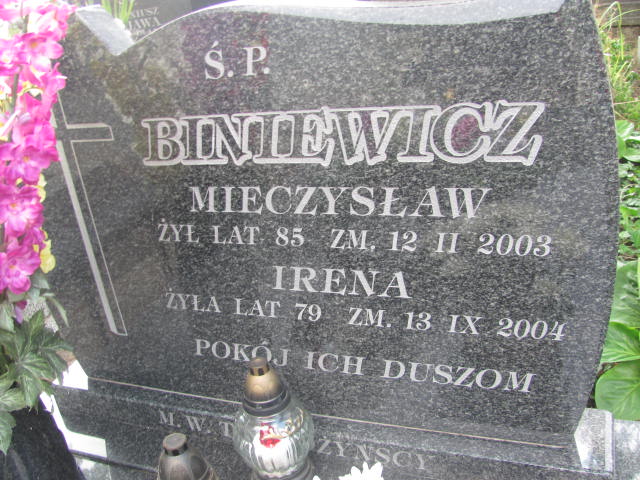 Ś. P.
BINIEWICZ
MIECZYSŁAW
ŻYŁ LAT 85 ZM. 12 II 2003
IRENA
ŻYŁA LAT 79 ZM. 13 IX 2004
POKÓJ ICH DUSZOM
M. W.